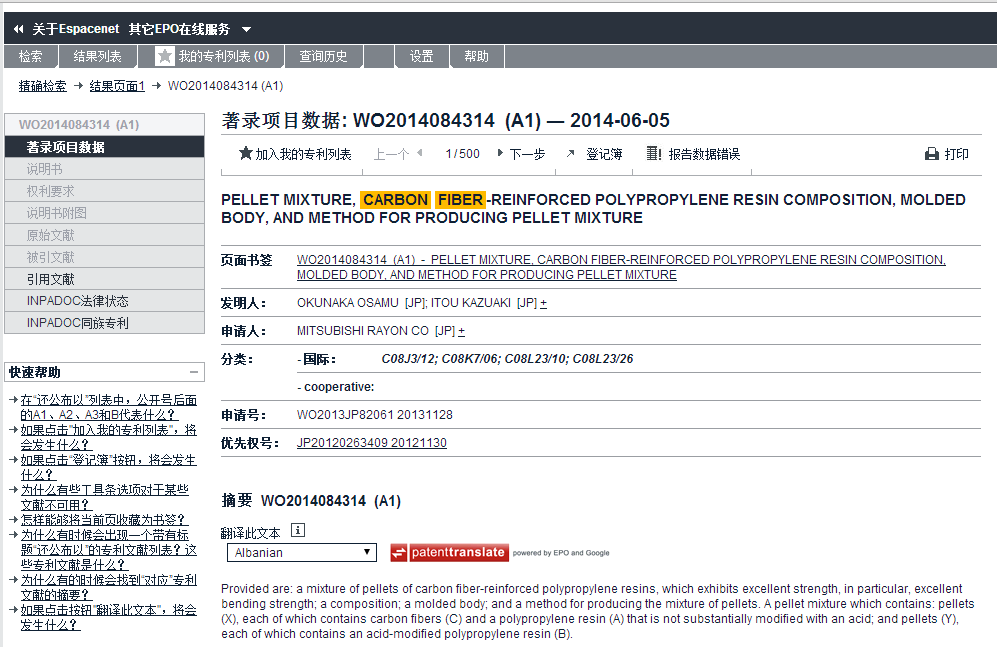 关于Espacenet 其它EPO在线服务
检索 结果列表 我的专利列表 (0) 查询历史 设置 帮助
精确检索 → 结果页面1 → WO2014084314 (A1)
WO2014084314 (A1)
著录项目数据
说明书
权利要求
说明书附图
原始文献
被引文献
引用文献
INPADOC法律状态
INPADOC同族专利
快速帮助
→在"还公布以"列表中，公开号后面
的A1、A2、A3和B代表什么？
→如果点击"加入我的专利列表"，将
会发生什么？
→如果点击"登记簿"按钮，将会发生
什么？
→为什么有些工具条选项对于某些
文献不可用？
→怎样能够将当前页收藏为书签？
→为什么有时候会出现一个带有标
题"还公布以"的专利文献列表？这
些专利文献是什么？
→为什么有的时候会找到"对应"专利
文献的摘要？
→如果点击按钮"翻译此文本"，将会
发生什么？
著录项目数据: WO2014084314 (A1) — 2014-06-05
加入我的专利列表 上一个 1/500 下一步 登记簿 报告数据错误 打印
PELLET MIXTURE, CARBON FIBER-REINFORCED POLYPROPYLENE RESIN COMPOSITION, MOLDED
BODY, AND METHOD FOR PRODUCING PELLET MIXTURE
页面书签 WO2014084314 (A1) - PELLET MIXTURE, CARBON FIBER-REINFORCED POLYPROPYLENE RESIN COMPOSITION,
MOLDED BODY, AND METHOD FOR PRODUCING PELLET MIXTURE
发明人： OKUNAKA OSAMU [JP]; ITOU KAZUAKI [JP] +
申请人： MITSUBISHI RAYON CO [JP] +
分类： - 国际： C08J3/12; C08K7/06; C08L23/10; C08L23/26
- cooperative:
申请号： WO2013JP82061 20131128
优先权号： JP20120263409 20121130
摘要 WO2014084314 (A1)
翻译此文本 i
Albanian patenttranslate powered by EPO and Google
Provided are: a mixture of pellets of carbon fiber-reinforced polypropylene resins, which exhibits excellent strength, in particular, excellent
bending strength; a composition; a molded body; and a method for producing the mixture of pellets. A pellet mixture which contains: pellets
(X), each of which contains carbon fibers (C) and a polypropylene resin (A) that is not substantially modified with an acid; and pellets (Y),
each of which contains an acid-modified polypropylene resin (B).